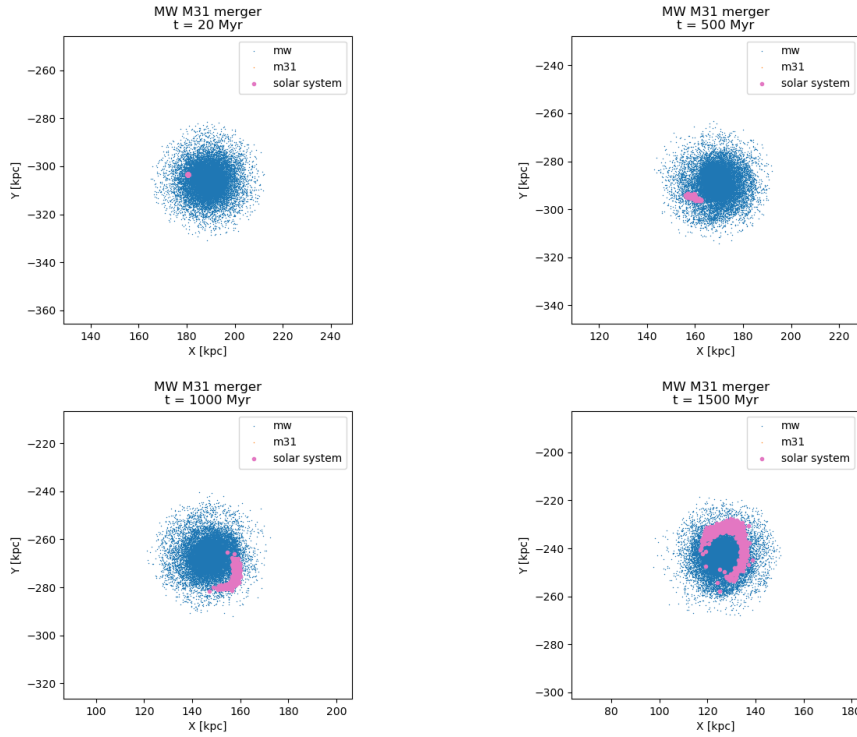 MW M31 merger
t = 20 Myr
mw
m31
solar system
−260
−280
−300
−320
−340
−360
Y [kpc]
140 160 180 200 220 240
X [kpc]
MW M31 merger
t = 500 Myr
mw
m31
solar system
−240
−260
−280
−300
−320
−340
Y [kpc]
120 140 160 180 200 220
X [kpc]
MW M31 merger
t = 1000 Myr
mw
m31
solar system
−220
−240
−260
−280
−300
−320
Y [kpc]
100 120 140 160 180 200
X [kpc]
MW M31 merger
t = 1500 Myr
mw
m31
solar system
−200
−220
−240
−260
−280
−300
Y [kpc]
80 100 120 140 160 180
X [kpc]